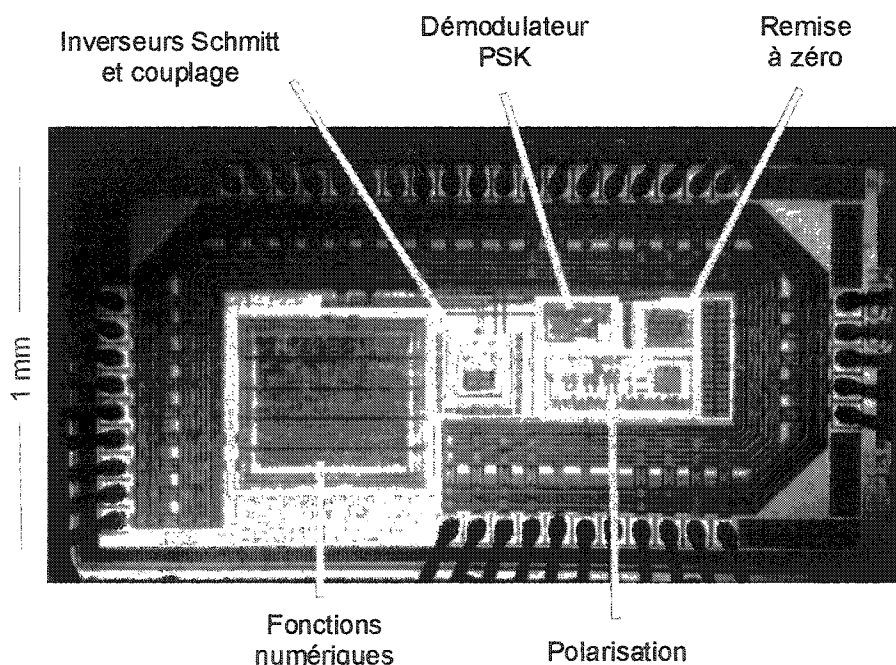 Inverseurs Schmitt
et couplage
Démodulateur
PSK
Remise
à zéro
1 mm
Fonctions
numériques
Polarisation